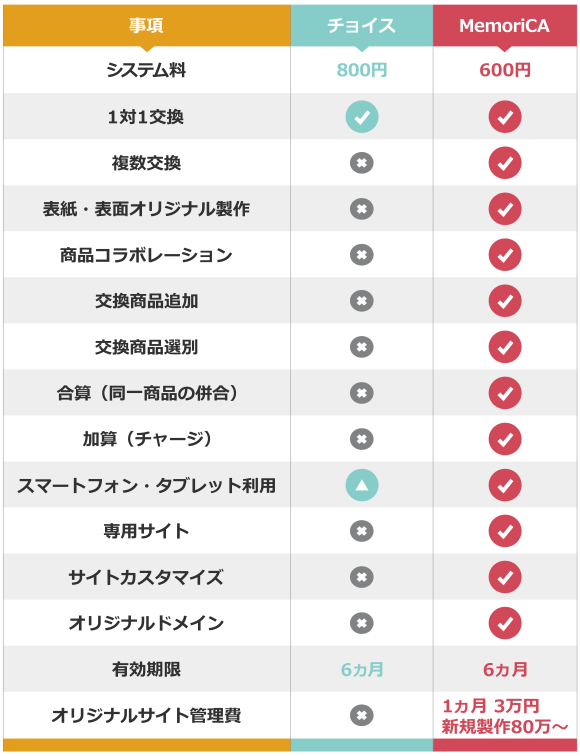 事項 チョイス MemoriCA
システム料 800円 600円
1対1交換
複数交換
表紙・表面オリジナル製作
商品コラボレーション
交換商品追加
交換商品選別
合算（同一商品の併合）
加算（チャージ）
スマートフォン・タブレット利用
専用サイト
サイトカスタマイズ
オリジナルドメイン
有効期限 6ヵ月 6ヵ月
オリジナルサイト管理費 1ヵ月 3万円
新規製作80万～